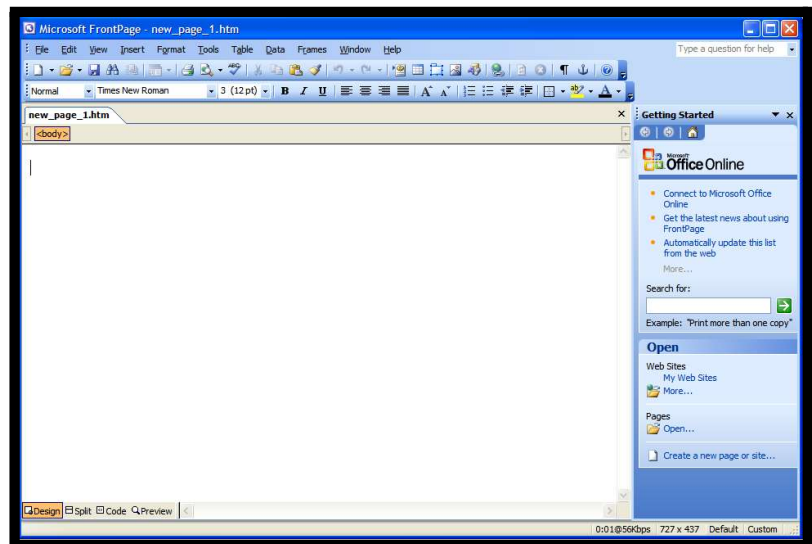 Microsoft FrontPage - new_page_1.htm
File Edit View Insert Format Tools Table Data Frames Window Help
Type a question for help
Normal Times New Roman 3 (12 pt) B I U A A A
new_page_1.htm
<body>
Getting Started
Microsoft
Office Online
Connect to Microsoft Office
Online
Get the latest news about using
FrontPage
Automatically update this list
from the web
More...
Search for:
Example: "Print more than one copy"
Open
Web Sites
My Web Sites
More...
Pages
Open...
Create a new page or site...
Design Split Code Preview
0:01@56Kbps 727 x 437 Default Custom